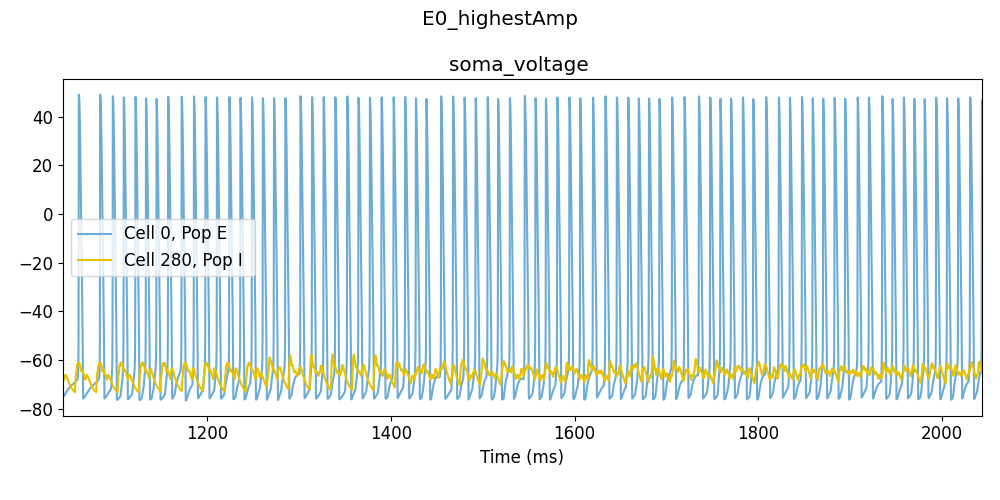 E0_highestAmp
soma_voltage
40
20
0
−20
−40
−60
−80
Cell 0, Pop E
Cell 280, Pop I
1200 1400 1600 1800 2000
Time (ms)